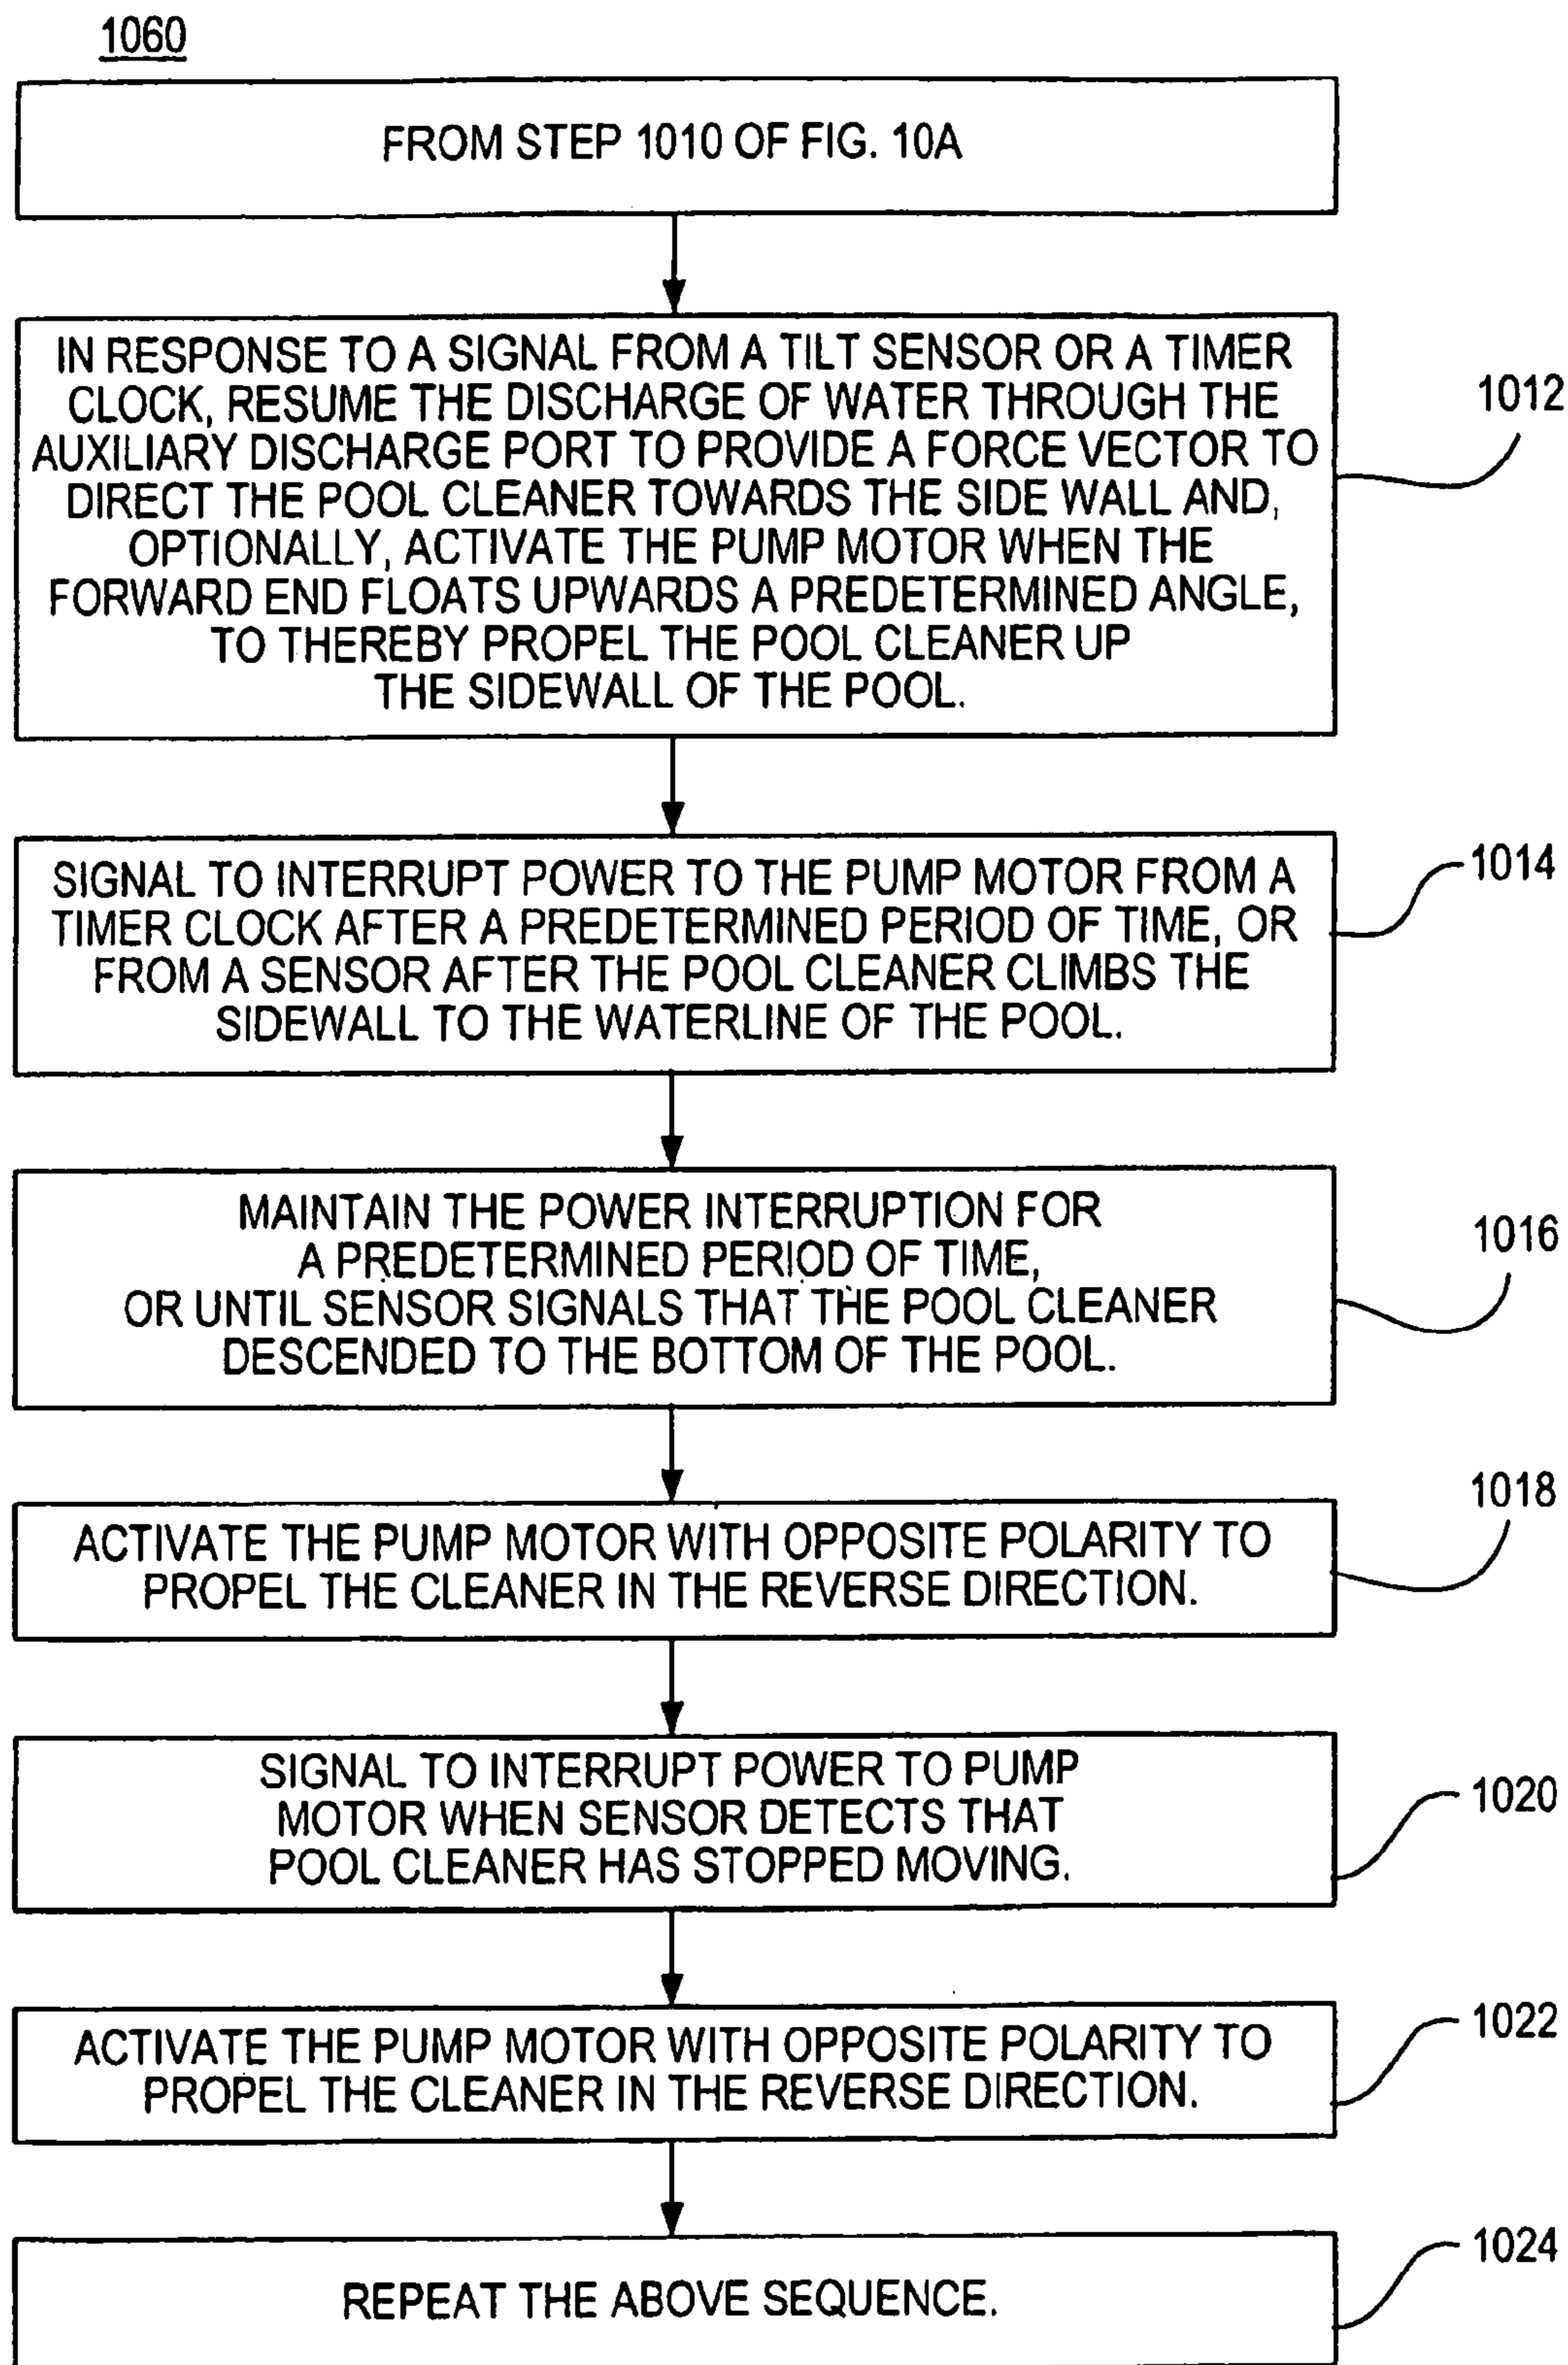 1060
FROM STEP 1010 OF FIG. 10A
IN RESPONSE TO A SIGNAL FROM A TILT SENSOR OR A TIMER
CLOCK, RESUME THE DISCHARGE OF WATER THROUGH THE
AUXILIARY DISCHARGE PORT TO PROVIDE A FORCE VECTOR TO
DIRECT THE POOL CLEANER TOWARDS THE SIDE WALL AND,
OPTIONALLY, ACTIVATE THE PUMP MOTOR WHEN THE
FORWARD END FLOATS UPWARDS A PREDETERMINED ANGLE,
TO THEREBY PROPEL THE POOL CLEANER UP
THE SIDEWALL OF THE POOL.
1012
SIGNAL TO INTERRUPT POWER TO THE PUMP MOTOR FROM A
TIMER CLOCK AFTER A PREDETERMINED PERIOD OF TIME, OR
FROM A SENSOR AFTER THE POOL CLEANER CLIMBS THE
SIDEWALL TO THE WATERLINE OF THE POOL.
1014
MAINTAIN THE POWER INTERRUPTION FOR
A PREDETERMINED PERIOD OF TIME,
OR UNTIL SENSOR SIGNALS THAT THE POOL CLEANER
DESCENDED TO THE BOTTOM OF THE POOL.
1016
ACTIVATE THE PUMP MOTOR WITH OPPOSITE POLARITY TO
PROPEL THE CLEANER IN THE REVERSE DIRECTION.
1018
SIGNAL TO INTERRUPT POWER TO PUMP
MOTOR WHEN SENSOR DETECTS THAT
POOL CLEANER HAS STOPPED MOVING.
1020
ACTIVATE THE PUMP MOTOR WITH OPPOSITE POLARITY TO
PROPEL THE CLEANER IN THE REVERSE DIRECTION.
1022
REPEAT THE ABOVE SEQUENCE.
1024